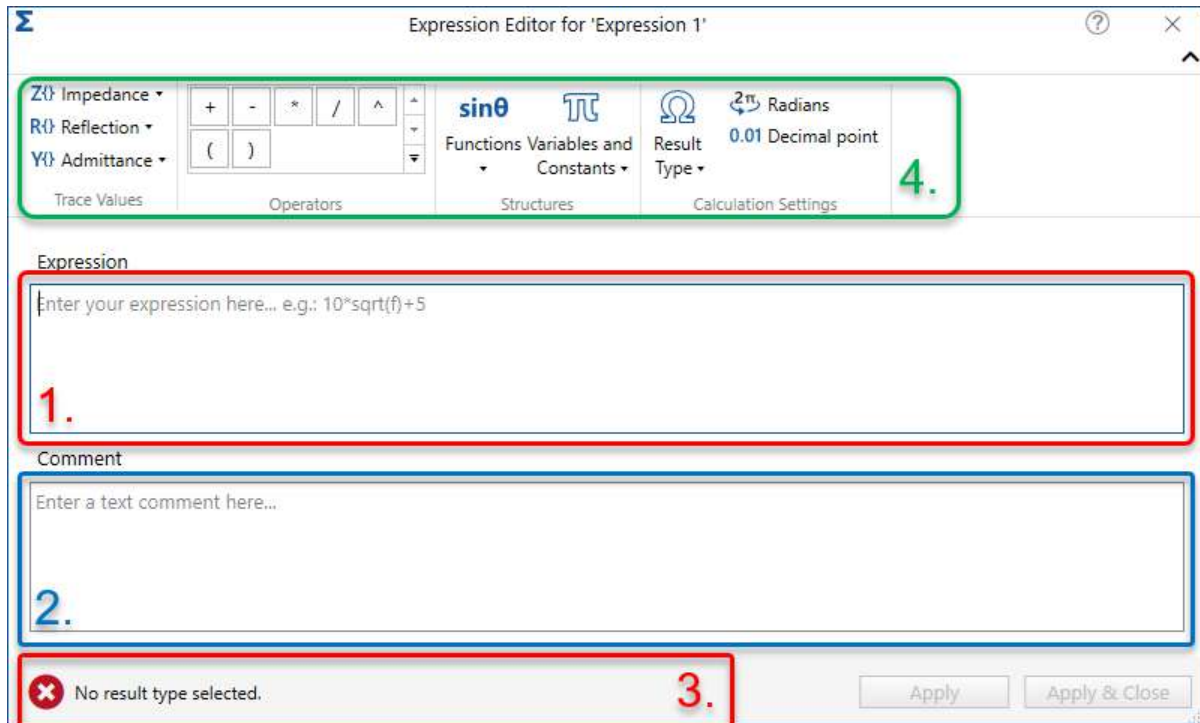 Σ Expression Editor for 'Expression 1' ?
Z{} Impedance
R{} Reflection
Y{} Admittance
Trace Values
+ - * / ^
( )
Operators
sinθ π
Functions Variables and
Constants
Structures
Ω
Result
Type
2π Radians
0.01 Decimal point
Calculation Settings
4.
Expression
Enter your expression here... e.g.: 10*sqrt(f)+5
1.
Comment
Enter a text comment here...
2.
No result type selected.
3.
Apply Apply & Close